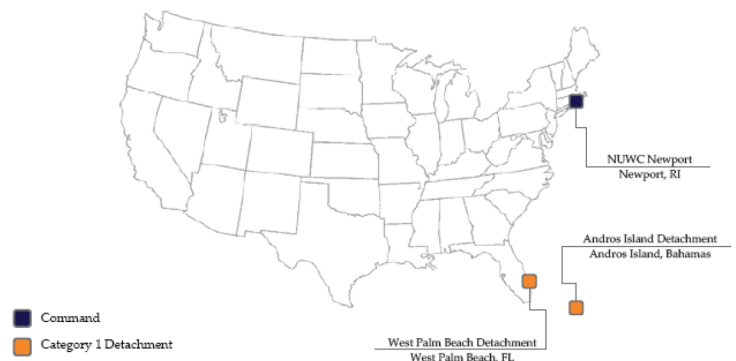 NUWC Newport
Newport, RI
Andros Island Detachment
Andros Island, Bahamas
Command
Category 1 Detachment
West Palm Beach Detachment
West Palm Beach, FL